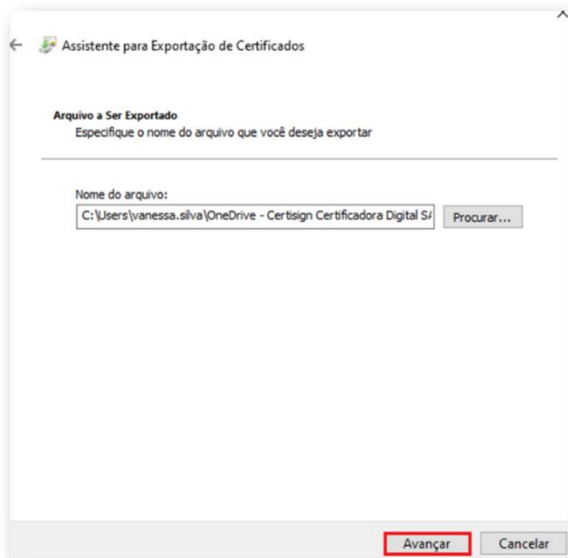 Assistente para Exportação de Certificados
Arquivo a Ser Exportado
Especifique o nome do arquivo que você deseja exportar
Nome do arquivo:
C:\Users\vanessa.silva\OneDrive - Certisign Certificadora Digital SA Procurar...
Avançar Cancelar